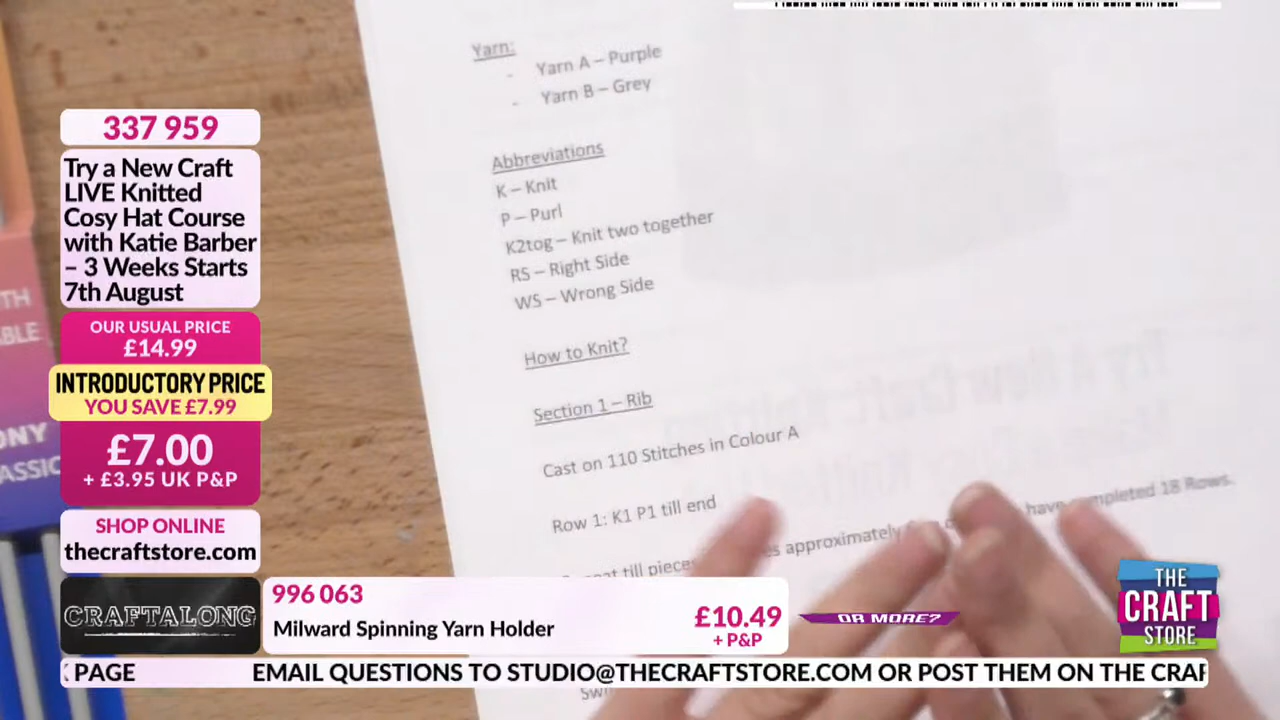 Yarn:
- Yarn A – Purple
- Yarn B – Grey
Abbreviations
K – Knit
P – Purl
K2tog – Knit two together
RS – Right Side
WS – Wrong Side
How to Knit?
Section 1 – Rib
Cast on 110 Stitches in Colour A
Row 1: K1 P1 till end
till piece approximately have completed 18 Rows.
337 959
Try a New Craft
LIVE Knitted
Cosy Hat Course
with Katie Barber
– 3 Weeks Starts
7th August
OUR USUAL PRICE
£14.99
INTRODUCTORY PRICE
YOU SAVE £7.99
£7.00
+ £3.95 UK P&P
SHOP ONLINE
thecraftstore.com
CRAFTALONG
996 063
Milward Spinning Yarn Holder
£10.49
+ P&P
OR MORE?
THE
CRAFT
STORE
PAGE EMAIL QUESTIONS TO STUDIO@THECRAFTSTORE.COM OR POST THEM ON THE CRAF